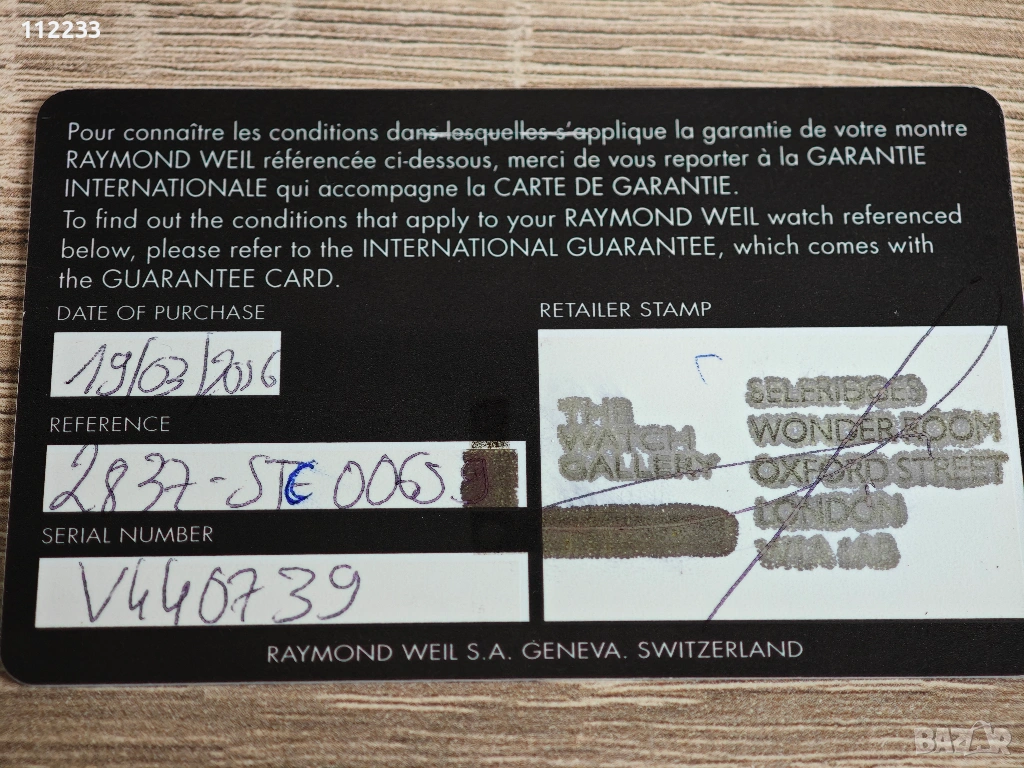 112233
Pour connaître les conditions dans lesquelles s'applique la garantie de votre montre
RAYMOND WEIL référencée ci-dessous, merci de vous reporter à la GARANTIE
INTERNATIONALE qui accompagne la CARTE DE GARANTIE.
To find out the conditions that apply to your RAYMOND WEIL watch referenced
below, please refer to the INTERNATIONAL GUARANTEE, which comes with
the GUARANTEE CARD.
DATE OF PURCHASE
19/03/2016
REFERENCE
2837-STC 0065
SERIAL NUMBER
V440739
RETAILER STAMP
THE
WATCH
GALLERY
SELFRIDGES
WONDER ROOM
OXFORD STREET
LONDON
RAYMOND WEIL S.A. GENEVA. SWITZERLAND
BAZAR